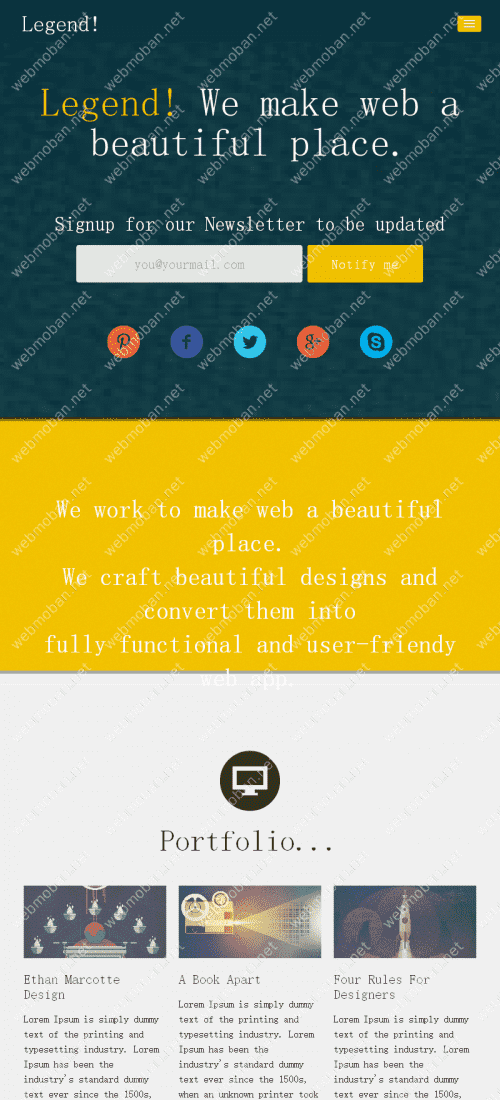 Legend!
Legend! We make web a
beautiful place.
Signup for our Newsletter to be updated
you@yourmail.com
Notify me
We work to make web a beautiful
place.
We craft beautiful designs and
convert them into
fully functional and user-friendy
web app.
Portfolio...
Ethan Marcotte
Design
Lorem Ipsum is simply dummy
text of the printing and
typesetting industry. Lorem
Ipsum has been the
industry's standard dummy
text ever since the 1500s,
A Book Apart
Lorem Ipsum is simply dummy
text of the printing and
typesetting industry. Lorem
Ipsum has been the
industry's standard dummy
text ever since the 1500s,
when an unknown printer took
Four Rules For
Designers
Lorem Ipsum is simply dummy
text of the printing and
typesetting industry. Lorem
Ipsum has been the
industry's standard dummy
text ever since the 1500s,
webmoban.net